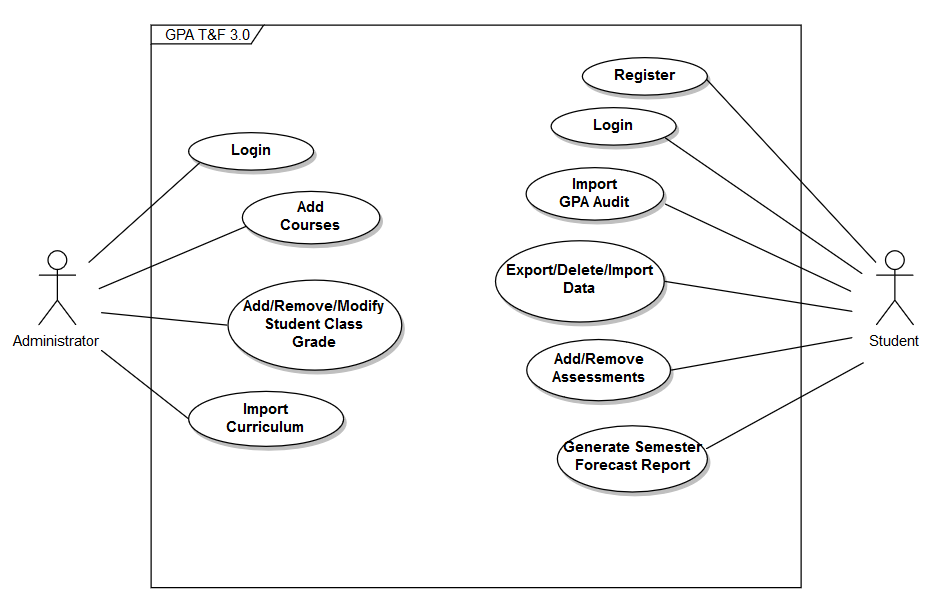 GPA T&F 3.0
Register
Login
Login
Import
GPA Audit
Add
Courses
Export/Delete/Import
Data
Add/Remove/Modify
Student Class
Grade
Administrator
Student
Add/Remove
Assessments
Import
Curriculum
Generate Semester
Forecast Report